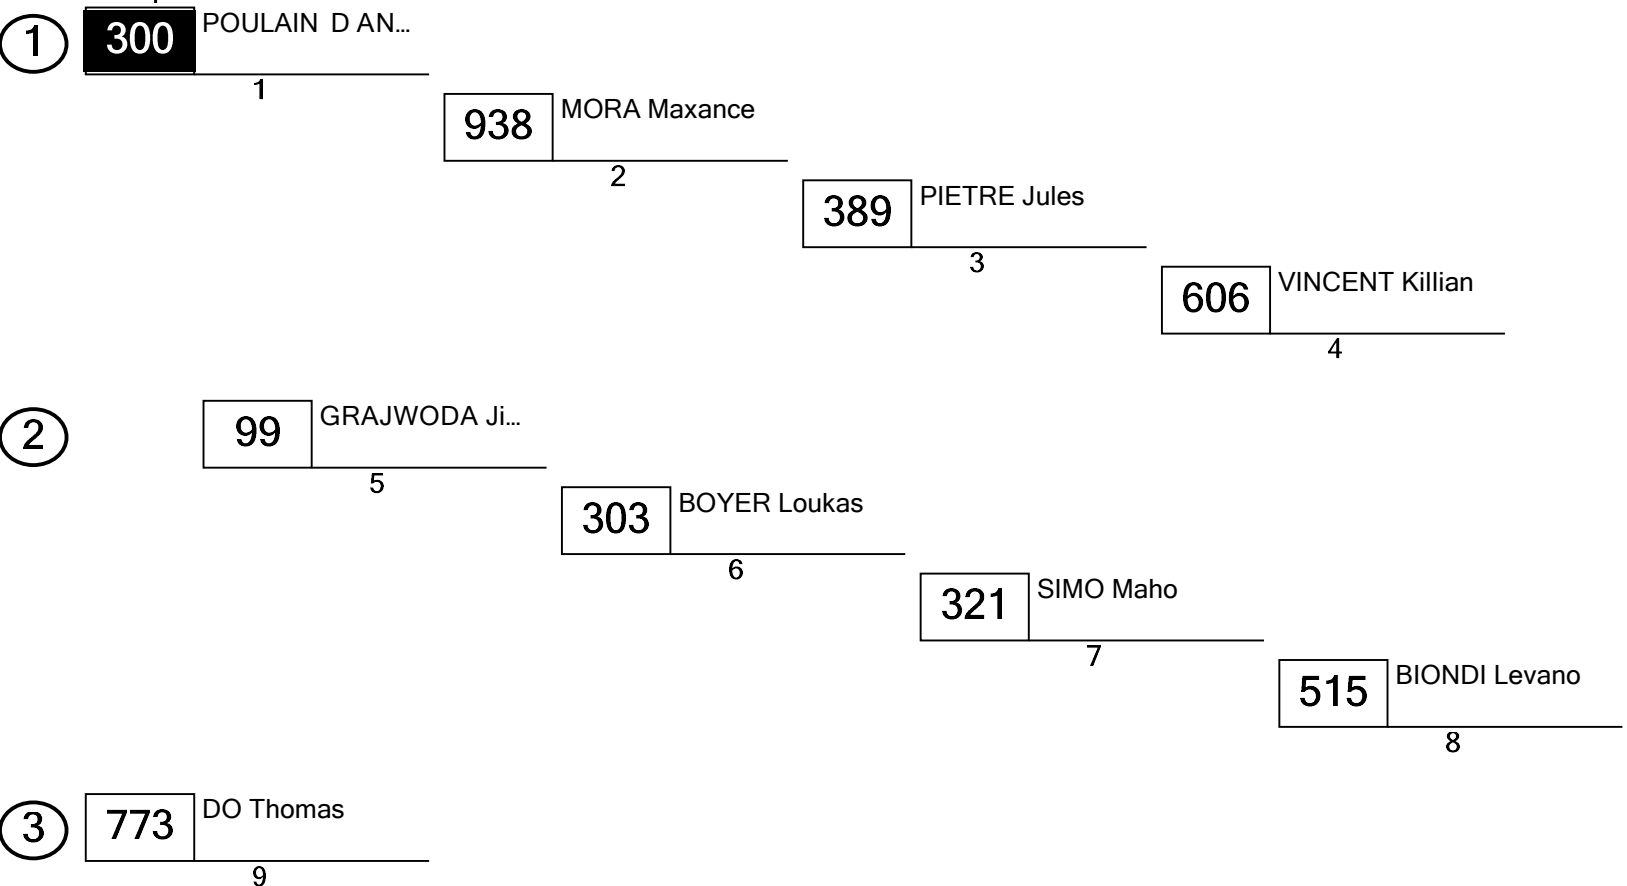 1 300 POULAIN D AN...
1
938 MORA Maxance
2
389 PIETRE Jules
3
606 VINCENT Killian
4
2 99 GRAJWODA Ji...
5
303 BOYER Loukas
6
321 SIMO Maho
7
515 BIONDI Levano
8
3 773 DO Thomas
9